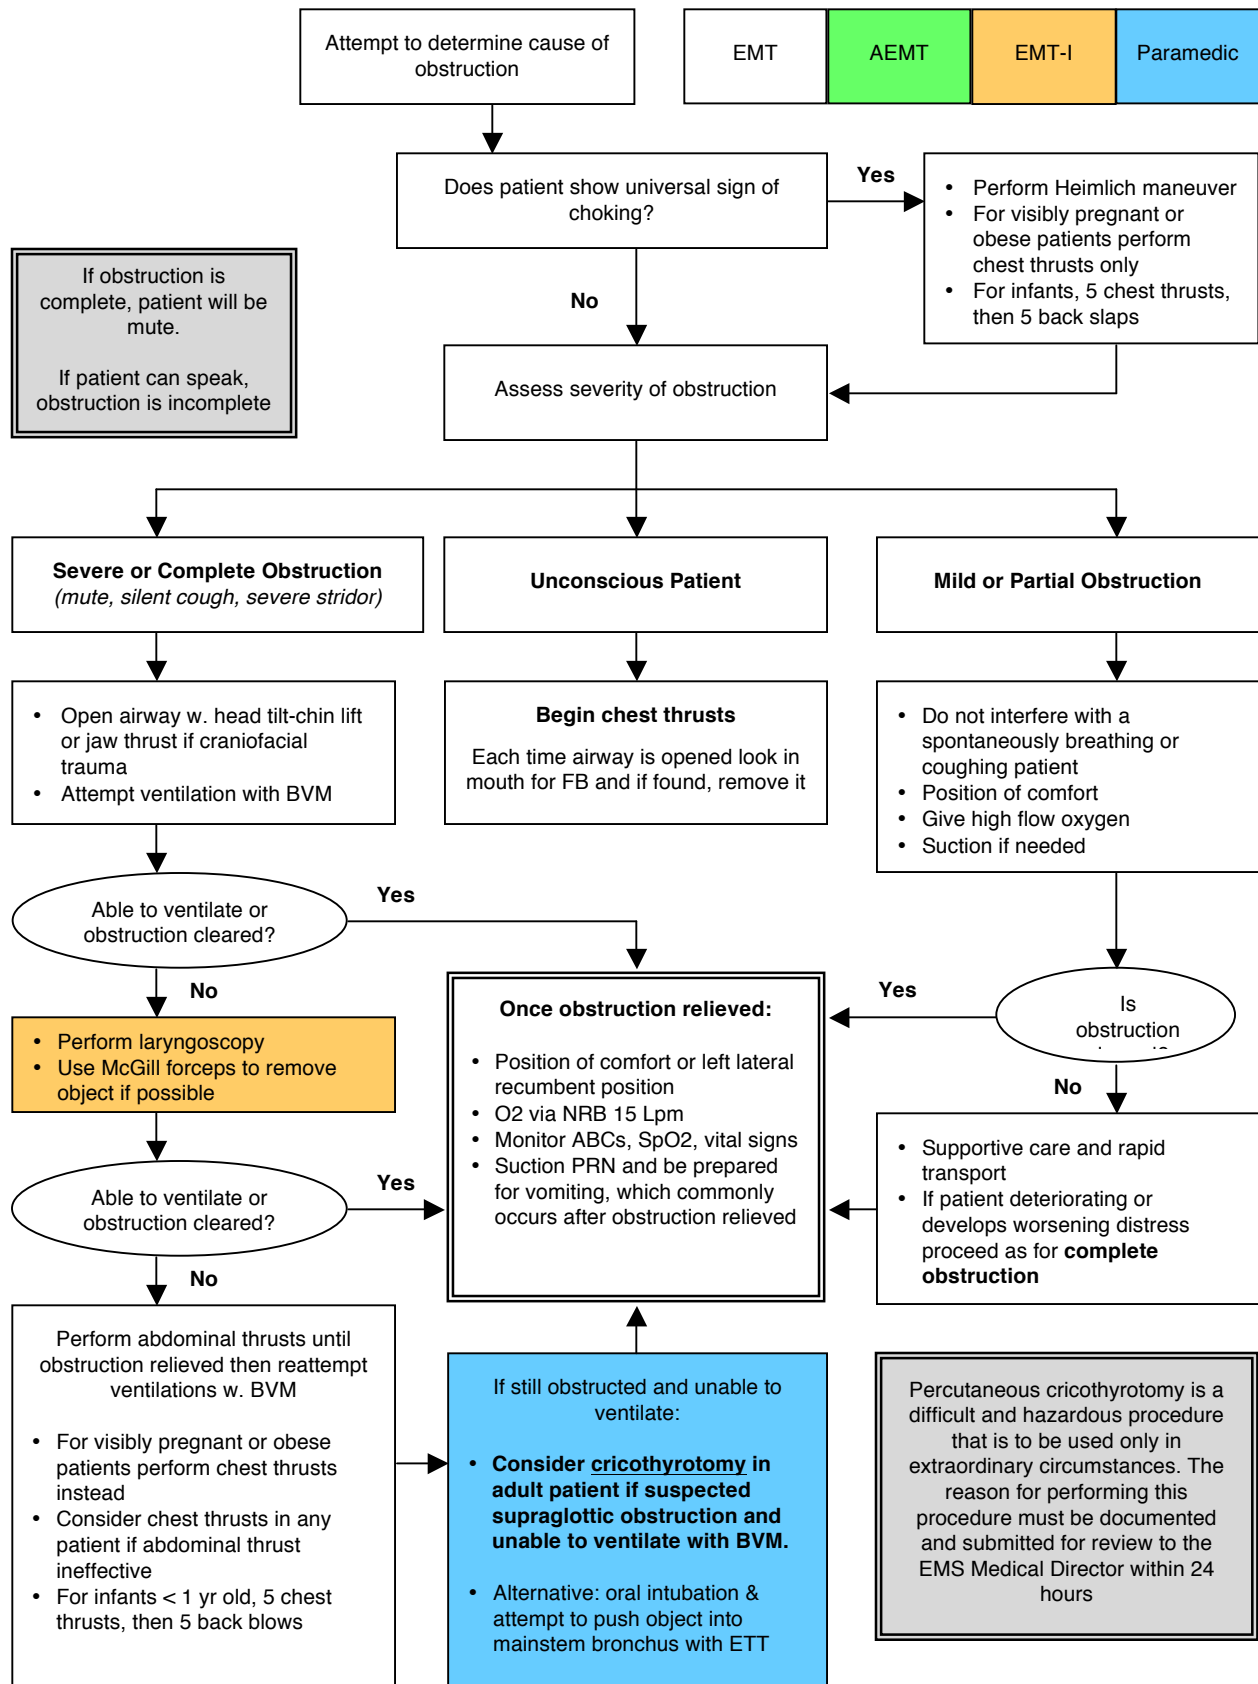 Attempt to determine cause of
obstruction
EMT
AEMT
EMT-I
Paramedic
Does patient show universal sign of
choking?
Yes
• Perform Heimlich maneuver
• For visibly pregnant or
obese patients perform
chest thrusts only
• For infants, 5 chest thrusts,
then 5 back slaps
If obstruction is
complete, patient will be
mute.
If patient can speak,
obstruction is incomplete
No
Assess severity of obstruction
Severe or Complete Obstruction
(mute, silent cough, severe stridor)
Unconscious Patient
Mild or Partial Obstruction
• Open airway w. head tilt-chin lift
or jaw thrust if craniofacial
trauma
• Attempt ventilation with BVM
Begin chest thrusts
Each time airway is opened look in
mouth for FB and if found, remove it
• Do not interfere with a
spontaneously breathing or
coughing patient
• Position of comfort
• Give high flow oxygen
• Suction if needed
Able to ventilate or
obstruction cleared?
Yes
No
• Perform laryngoscopy
• Use McGill forceps to remove
object if possible
Able to ventilate or
obstruction cleared?
Yes
No
Once obstruction relieved:
• Position of comfort or left lateral
recumbent position
• O2 via NRB 15 Lpm
• Monitor ABCs, SpO2, vital signs
• Suction PRN and be prepared
for vomiting, which commonly
occurs after obstruction relieved
Yes
Is
obstruction
No
• Supportive care and rapid
transport
• If patient deteriorating or
develops worsening distress
proceed as for complete
obstruction
Perform abdominal thrusts until
obstruction relieved then reattempt
ventilations w. BVM
• For visibly pregnant or obese
patients perform chest thrusts
instead
• Consider chest thrusts in any
patient if abdominal thrust
ineffective
• For infants < 1 yr old, 5 chest
thrusts, then 5 back blows
If still obstructed and unable to
ventilate:
• Consider cricothyrotomy in
adult patient if suspected
supraglottic obstruction and
unable to ventilate with BVM.
• Alternative: oral intubation &
attempt to push object into
mainstem bronchus with ETT
Percutaneous cricothyrotomy is a
difficult and hazardous procedure
that is to be used only in
extraordinary circumstances. The
reason for performing this
procedure must be documented
and submitted for review to the
EMS Medical Director within 24
hours